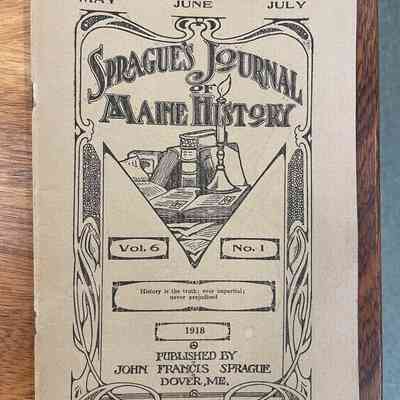 MAY JUNE JULY
SPRAGUE'S JOURNAL
OF
MAINE HISTORY
Vol. 6 No. 1
History is the truth; ever impartial;
never prejudiced
1918
PUBLISHED BY
JOHN FRANCIS SPRAGUE
DOVER, ME.